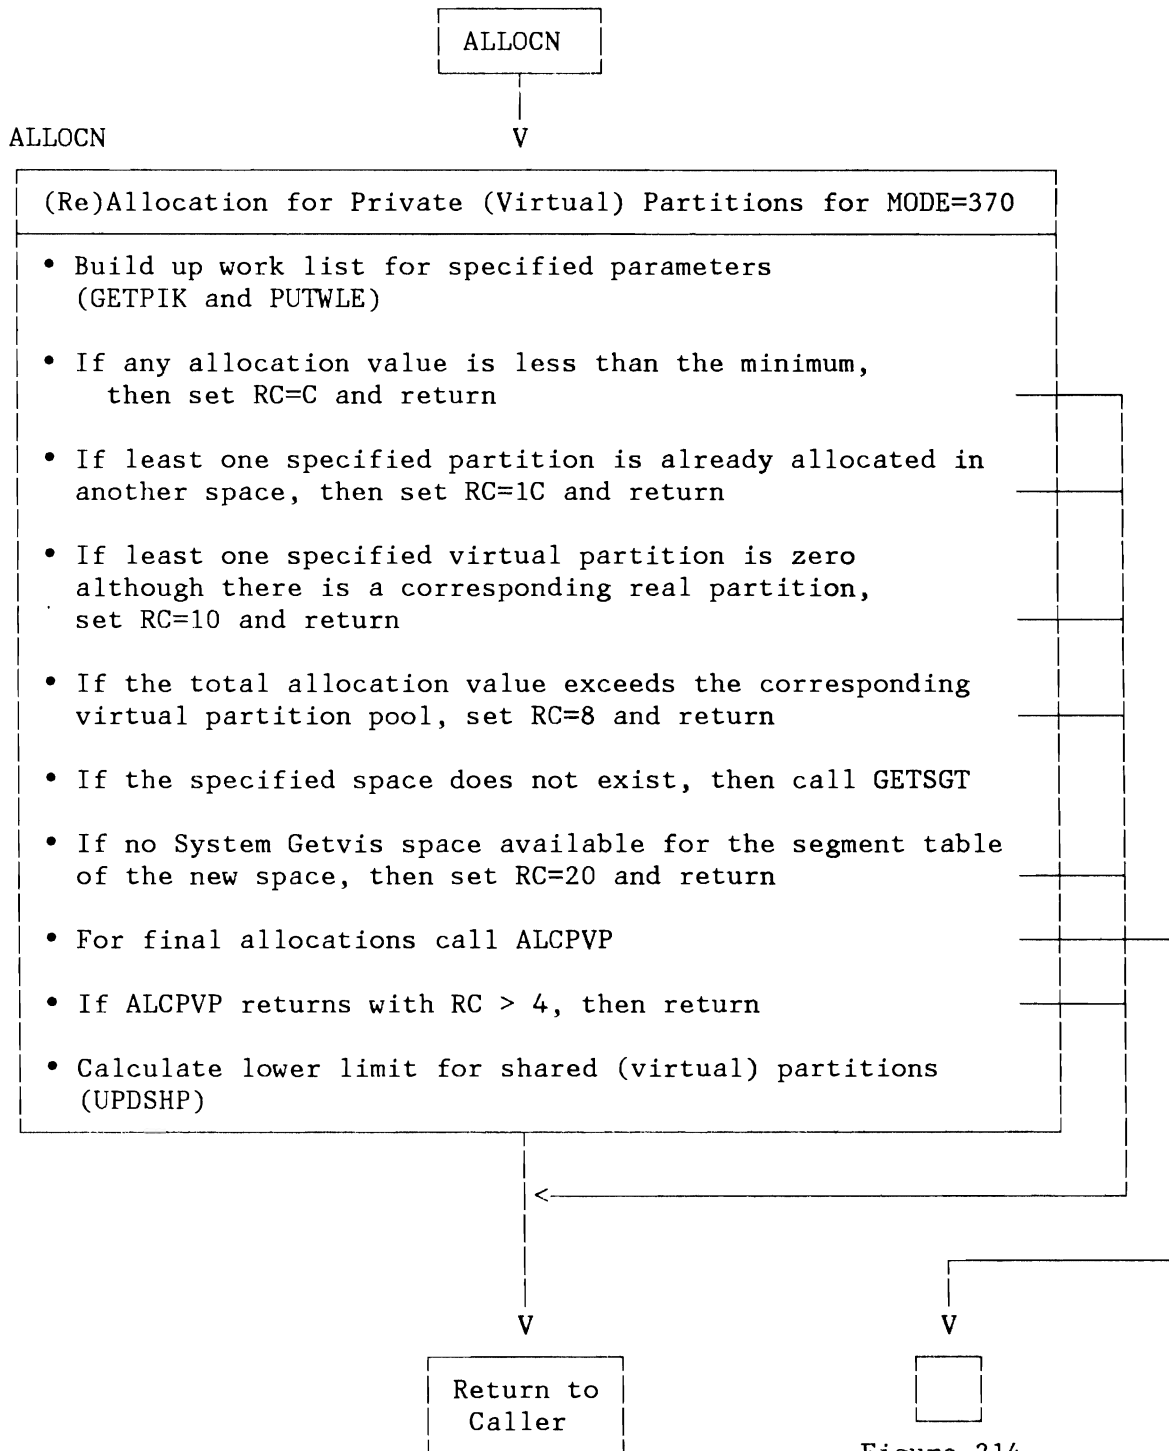 ALLOCN
ALLOCN
V
(Re)Allocation for Private (Virtual) Partitions for MODE=370
• Build up work list for specified parameters
(GETPIK and PUTWLE)
• If any allocation value is less than the minimum,
then set RC=C and return
• If least one specified partition is already allocated in
another space, then set RC=1C and return
• If least one specified virtual partition is zero
although there is a corresponding real partition,
set RC=10 and return
• If the total allocation value exceeds the corresponding
virtual partition pool, set RC=8 and return
• If the specified space does not exist, then call GETSGT
• If no System Getvis space available for the segment table
of the new space, then set RC=20 and return
• For final allocations call ALCPVP
• If ALCPVP returns with RC > 4, then return
• Calculate lower limit for shared (virtual) partitions
(UPDSHP)
<
V V
Return to
Caller
Figure 214